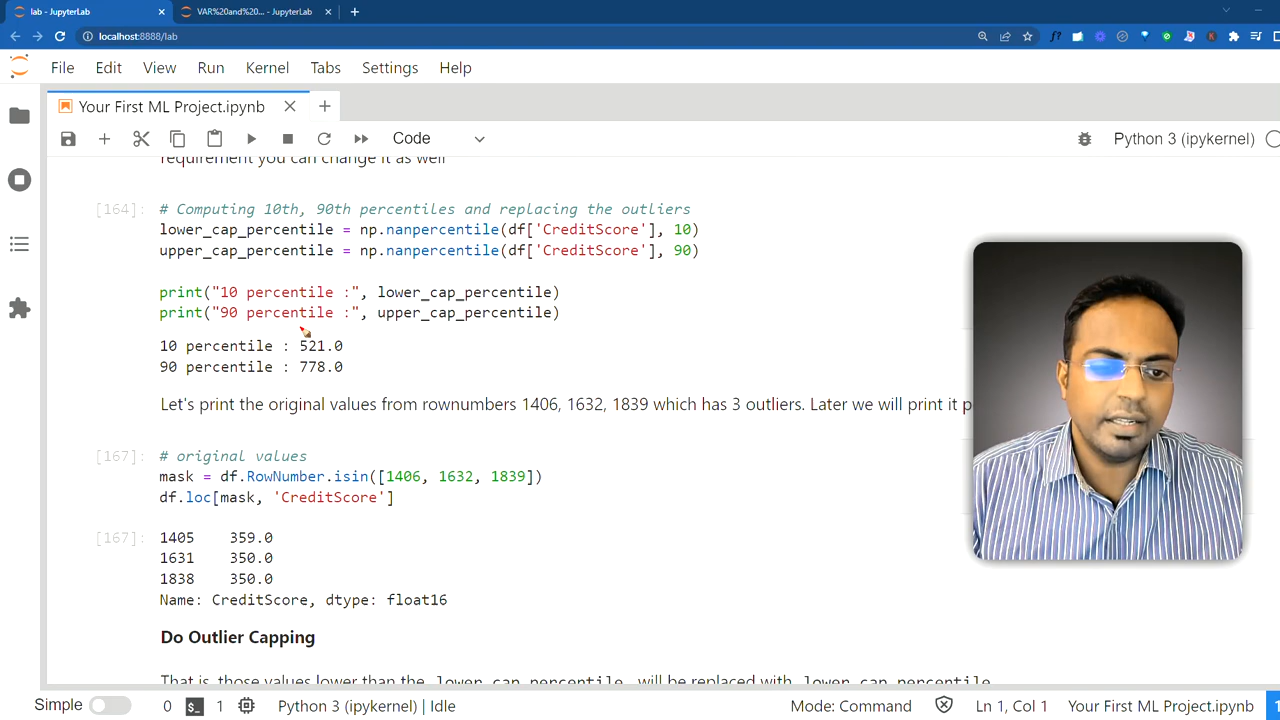 lab - JupyterLab
VAR%20and%20... - JupyterLab
localhost:8888/lab
File Edit View Run Kernel Tabs Settings Help
Your First ML Project.ipynb
Code
Python 3 (ipykernel)
requirement you can change it as well
[164]: # Computing 10th, 90th percentiles and replacing the outliers
lower_cap_percentile = np.nanpercentile(df['CreditScore'], 10)
upper_cap_percentile = np.nanpercentile(df['CreditScore'], 90)
print("10 percentile :", lower_cap_percentile)
print("90 percentile :", upper_cap_percentile)
10 percentile : 521.0
90 percentile : 778.0
Let's print the original values from rownumbers 1406, 1632, 1839 which has 3 outliers. Later we will print it p
[167]: # original values
mask = df.RowNumber.isin([1406, 1632, 1839])
df.loc[mask, 'CreditScore']
[167]: 1405 359.0
1631 350.0
1838 350.0
Name: CreditScore, dtype: float16
Do Outlier Capping
That is, those values lower than the lower_cap_percentile, will be replaced with lower_cap_percentile
Simple 0 $_ 1 Python 3 (ipykernel) | Idle Mode: Command Ln 1, Col 1 Your First ML Project.ipynb 1